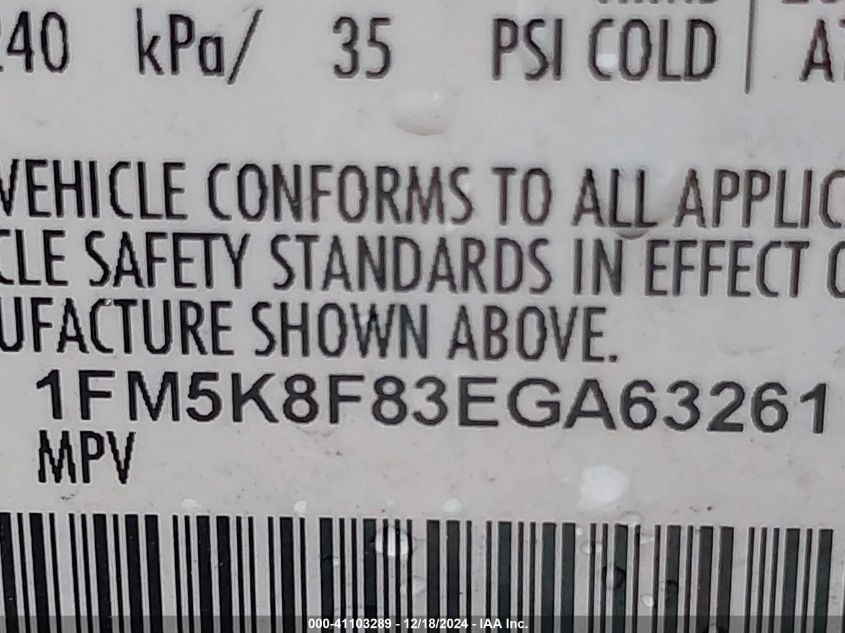 240 kPa/ 35 PSI COLD
VEHICLE CONFORMS TO ALL APPLIC
CLE SAFETY STANDARDS IN EFFECT O
UFACTURE SHOWN ABOVE.
1FM5K8F83EGA63261
MPV
000-41103289 - 12/18/2024 - IAA Inc.